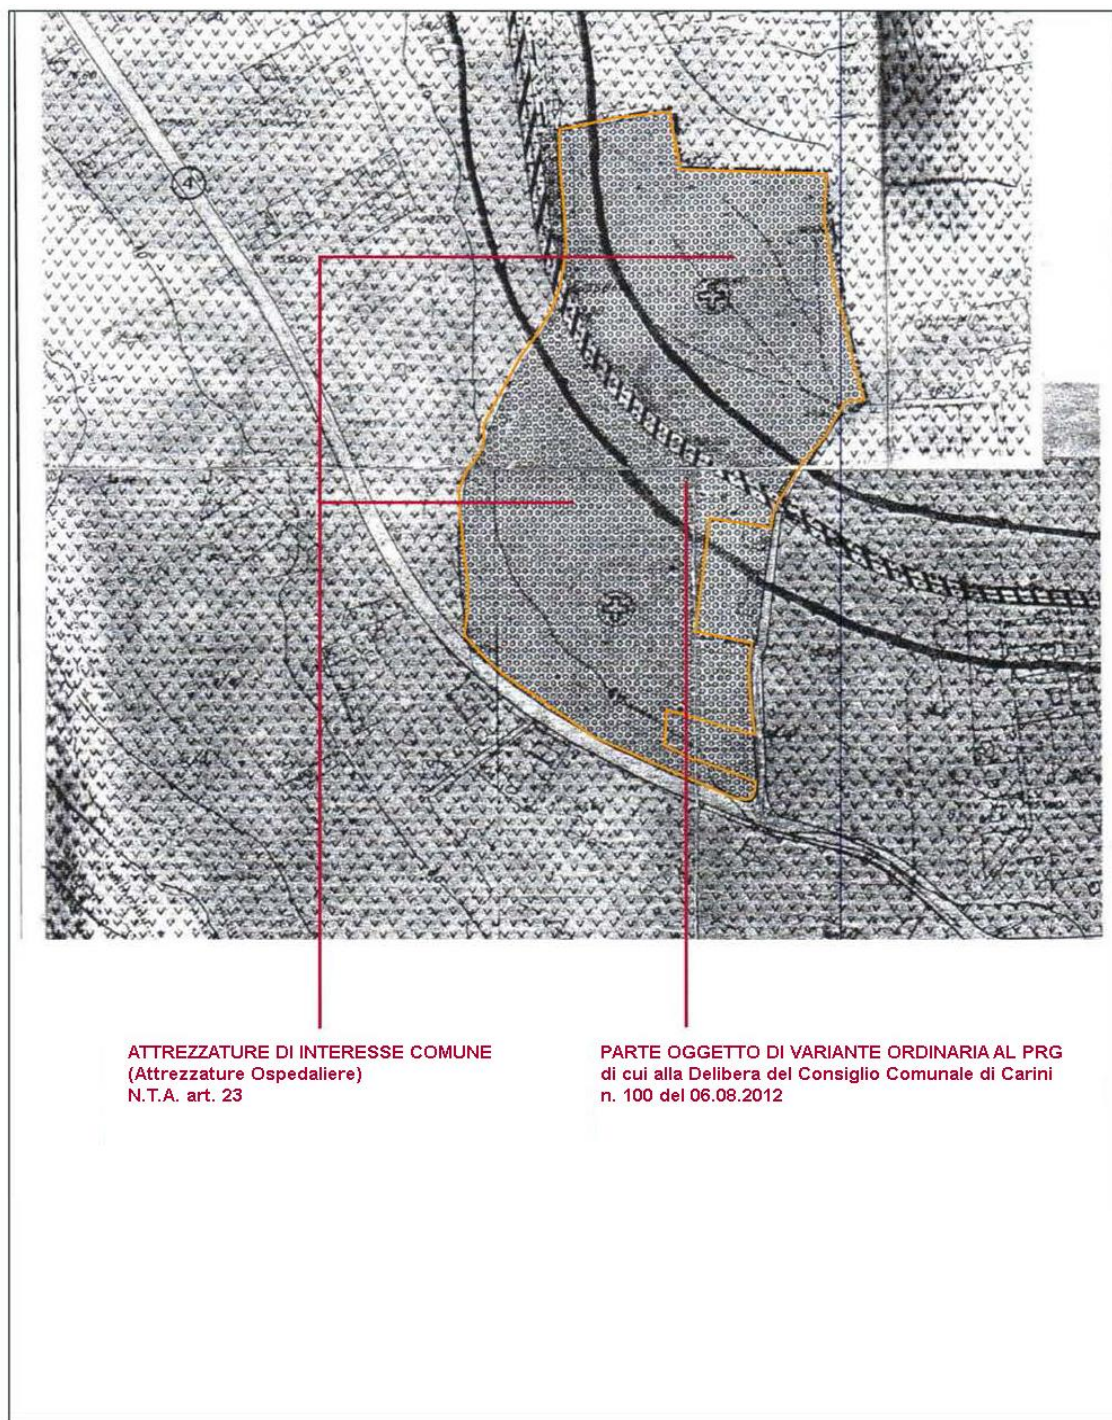 4
ATTREZZATURE DI INTERESSE COMUNE
(Attrezzature Ospedaliere)
N.T.A. art. 23
PARTE OGGETTO DI VARIANTE ORDINARIA AL PRG
di cui alla Delibera del Consiglio Comunale di Carini
n. 100 del 06.08.2012